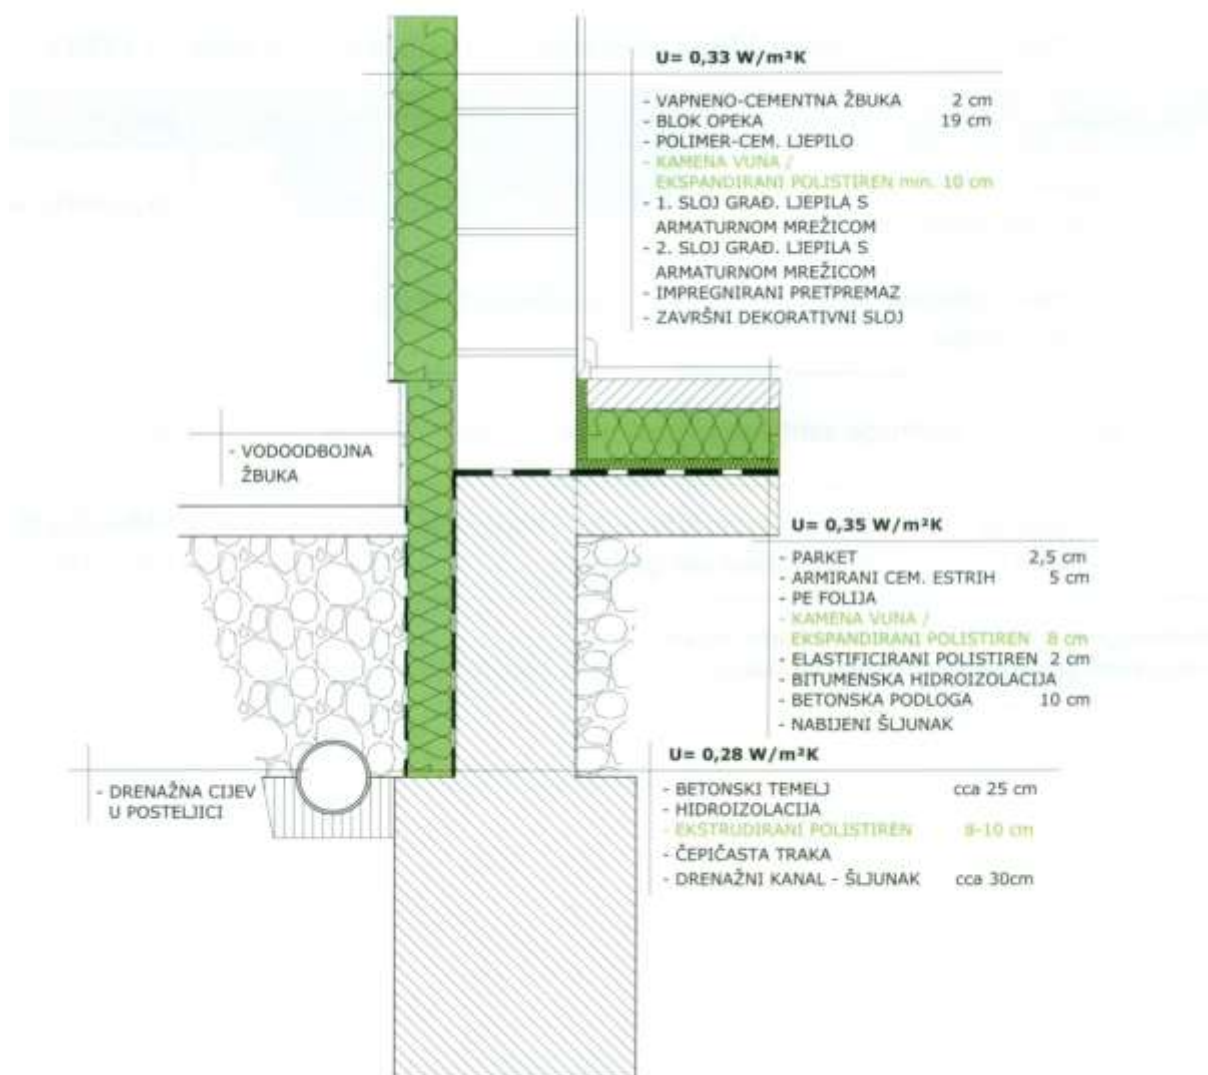 U= 0,33 W/m²K
- VAPNENO-CEMENTNA ŽBUKA 2 cm
- BLOK OPEKA 19 cm
- POLIMER-CEM. LJEPILO
- KAMENA VUNA /
EKSPANDIRANI POLISTIREN min. 10 cm
- 1. SLOJ GRAĐ. LJEPILA S
ARMATURNOM MREŽICOM
- 2. SLOJ GRAĐ. LJEPILA S
ARMATURNOM MREŽICOM
- IMPREGNIRANI PRETPREMAZ
- ZAVRŠNI DEKORATIVNI SLOJ
- VODOODBOJNA
ŽBUKA
U= 0,35 W/m²K
- PARKET 2,5 cm
- ARMIRANI CEM. ESTRIH 5 cm
- PE FOLIJA
- KAMENA VUNA /
EKSPANDIRANI POLISTIREN 8 cm
- ELASTIFICIRANI POLISTIREN 2 cm
- BITUMENSKA HIDROIZOLACIJA
- BETONSKA PODLOGA 10 cm
- NABIJENI ŠLJUNAK
U= 0,28 W/m²K
- BETONSKI TEMELJ cca 25 cm
- HIDROIZOLACIJA
- EKSTRUDIRANI POLISTIREN 8-10 cm
- ČEPIČASTA TRAKA
- DRENAŽNI KANAL - ŠLJUNAK cca 30cm
- DRENAŽNA CIJEV
U POSTELJICI